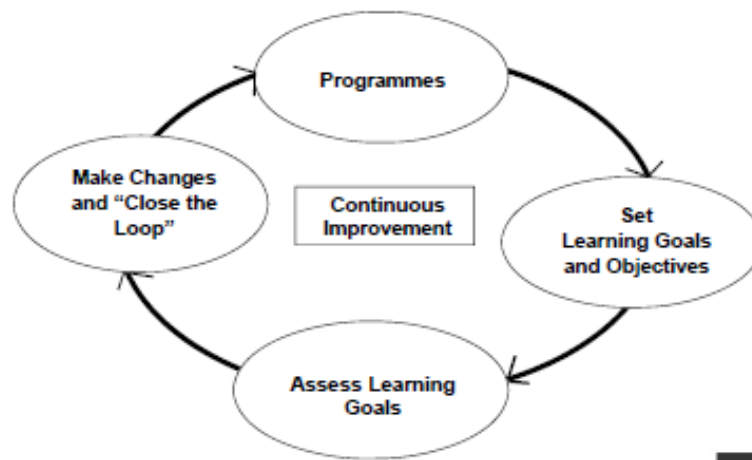 Programmes
Make Changes
and “Close the
Loop”
Continuous
Improvement
Set
Learning Goals
and Objectives
Assess Learning
Goals